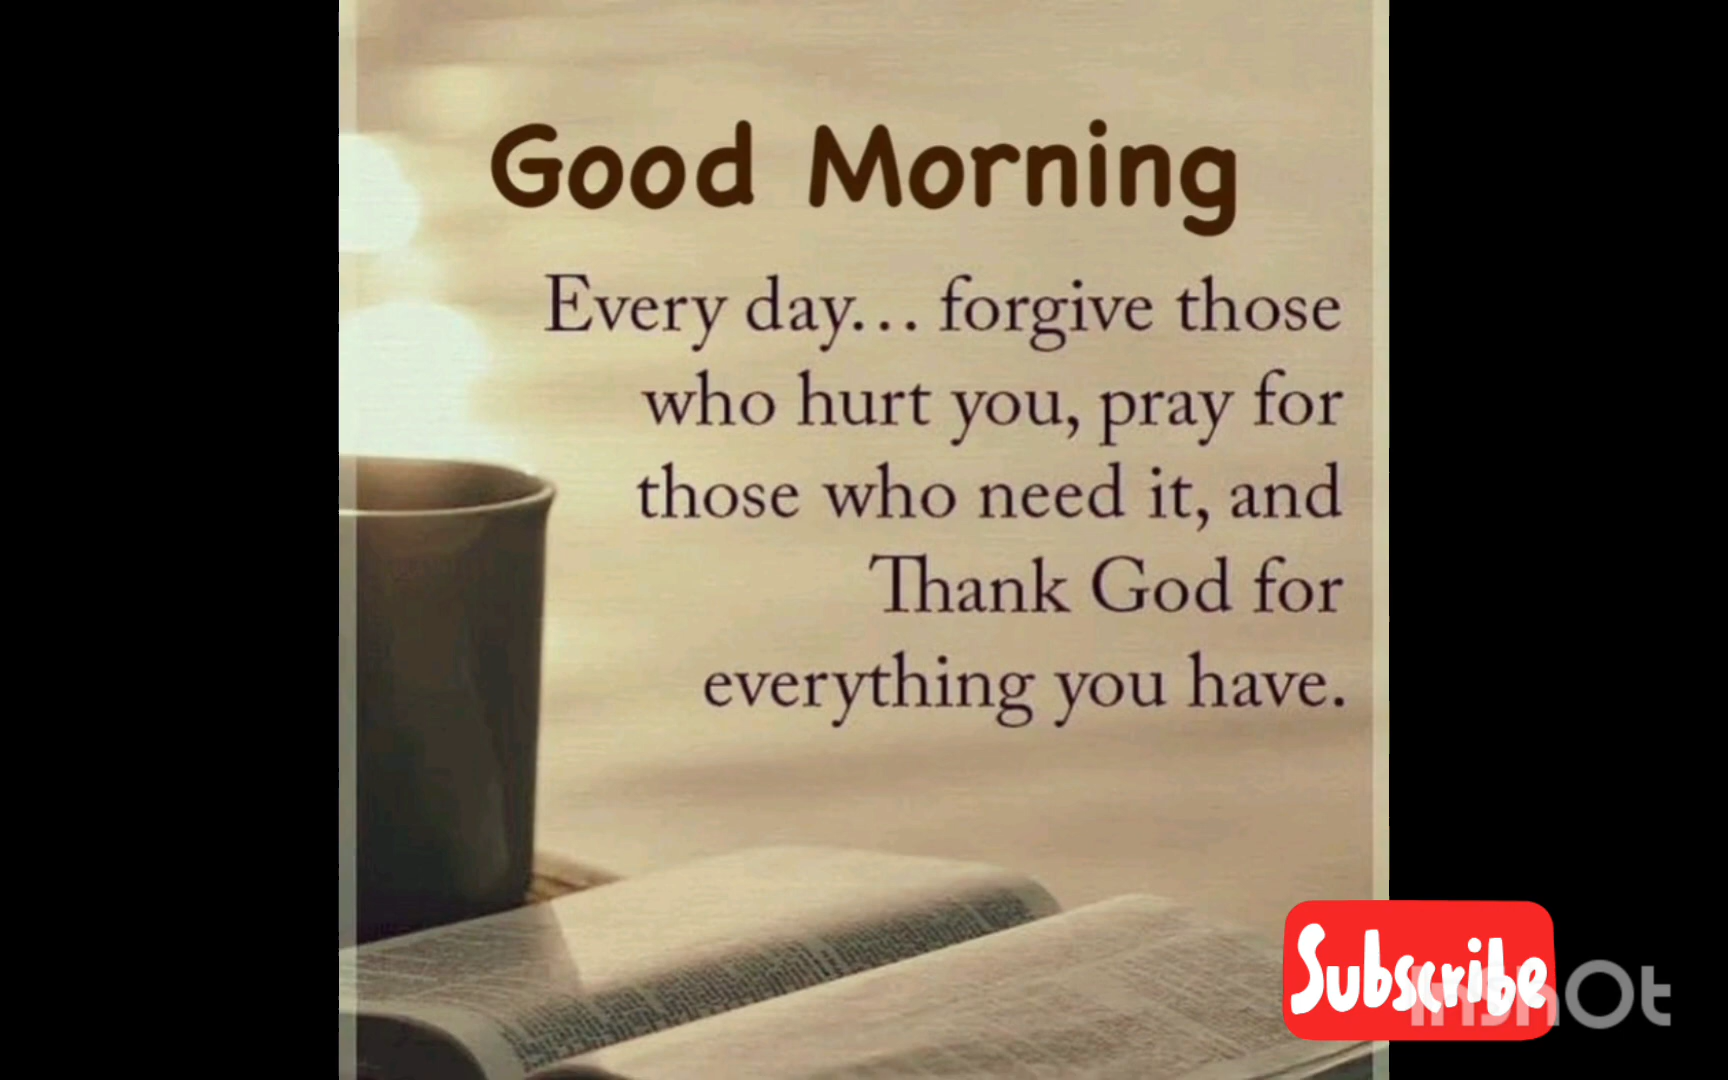 Good Morning
Every day... forgive those
who hurt you, pray for
those who need it, and
Thank God for
everything you have.
Subscribe
InShOt